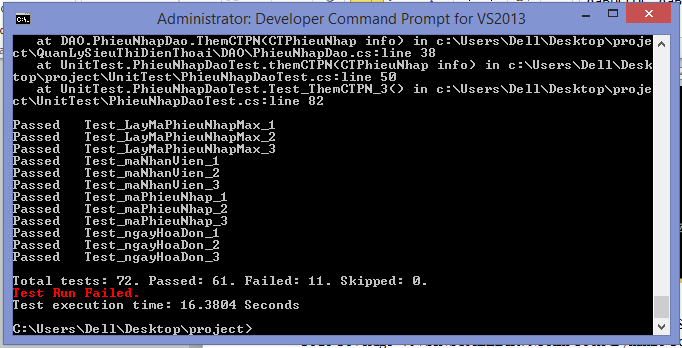 Administrator: Developer Command Prompt for VS2013
at DAO.PhieuNhapDao.ThemCTPN(CTPhieuNhap info) in c:\Users\Dell\Desktop\proje
ct\QuanLySieuThiDienThoai\DAO\PhieuNhapDao.cs:line 38
at UnitTest.PhieuNhapDaoTest.themCTPN(CTPhieuNhap info) in c:\Users\Dell\Desk
top\project\UnitTest\PhieuNhapDaoTest.cs:line 50
at UnitTest.PhieuNhapDaoTest.Test_ThemCTPN_3() in c:\Users\Dell\Desktop\proje
ct\UnitTest\PhieuNhapDaoTest.cs:line 82
Passed Test_LayMaPhieuNhapMax_1
Passed Test_LayMaPhieuNhapMax_2
Passed Test_LayMaPhieuNhapMax_3
Passed Test_maNhanVien_1
Passed Test_maNhanVien_2
Passed Test_maNhanVien_3
Passed Test_maPhieuNhap_1
Passed Test_maPhieuNhap_2
Passed Test_maPhieuNhap_3
Passed Test_ngayHoaDon_1
Passed Test_ngayHoaDon_2
Passed Test_ngayHoaDon_3
Total tests: 72. Passed: 61. Failed: 11. Skipped: 0.
Test Run Failed.
Test execution time: 16.3804 Seconds
C:\Users\Dell\Desktop\project>